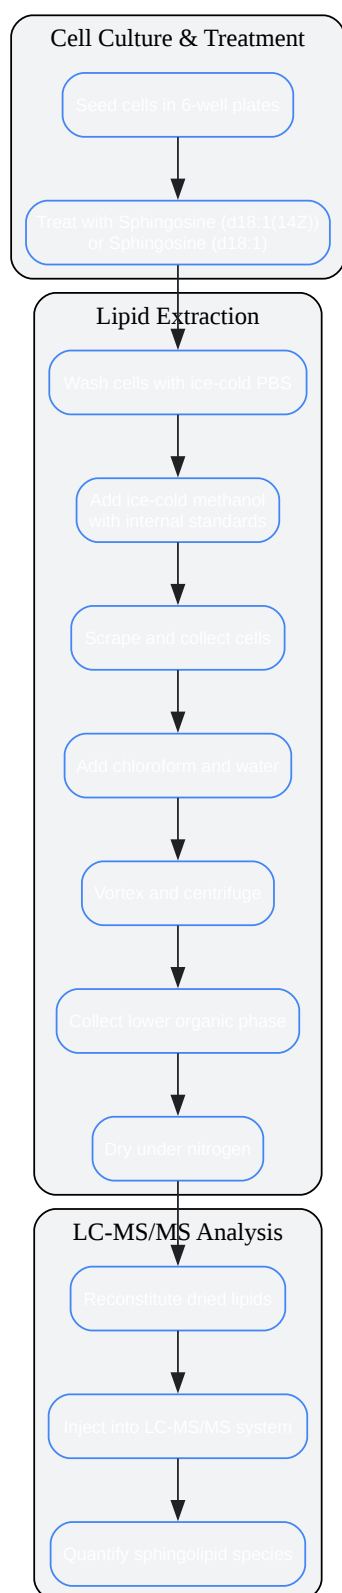 Cell Culture & Treatment
Seed cells in 6-well plates
Treat with Sphingosine (d18:1(14Z))
or Sphingosine (d18:1)
Lipid Extraction
Wash cells with ice-cold PBS
Add ice-cold methanol
with internal standards
Scrape and collect cells
Add chloroform and water
Vortex and centrifuge
Collect lower organic phase
Dry under nitrogen
LC-MS/MS Analysis
Reconstitute dried lipids
Inject into LC-MS/MS system
Quantify sphingolipid species